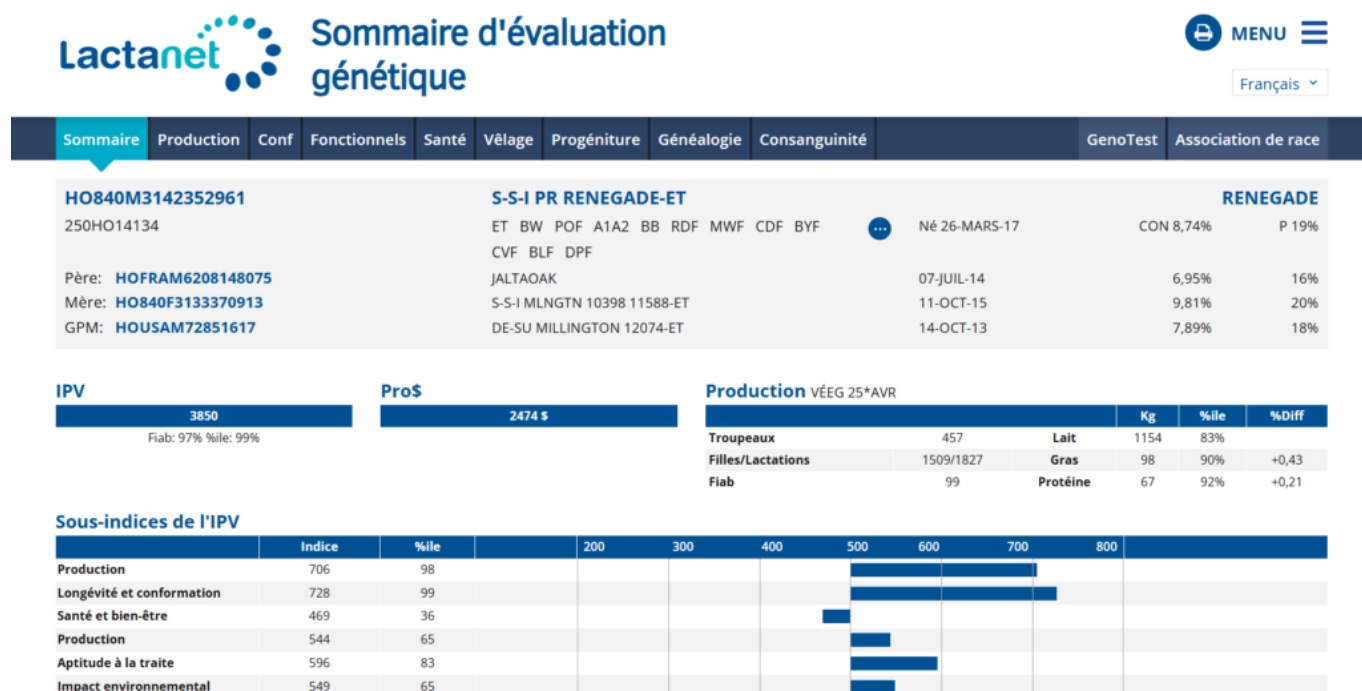 Lactanet
Sommaire d'évaluation
génétique
MENU
Français
Sommaire Production Conf Fonctionnels Santé Vêlage Progéniture Généalogie Consanguinité GenoTest Association de race
HO840M3142352961 S-S-I PR RENEGADE-ET RENEGADE
250HO14134 ET BW POF A1A2 BB RDF MWF CDF BYF ... Né 26-MARS-17 CON 8,74% P 19%
CVF BLF DPF
Père: HOFRAM6208148075 JALTAOAK 07-JUIL-14 6,95% 16%
Mère: HO840F3133370913 S-S-I MLNGTN 10398 11588-ET 11-OCT-15 9,81% 20%
GPM: HOUSAM72851617 DE-SU MILLINGTON 12074-ET 14-OCT-13 7,89% 18%
IPV Pro$ Production VÉEG 25*AVR
3850 2474 $ Kg %ile %Diff
Fiab: 97% %ile: 99% Troupeaux 457 Lait 1154 83%
Filles/Lactations 1509/1827 Gras 98 90% +0,43
Fiab 99 Protéine 67 92% +0,21
Sous-indices de l'IPV
Indice %ile 200 300 400 500 600 700 800
Production 706 98
Longévité et conformation 728 99
Santé et bien-être 469 36
Production 544 65
Aptitude à la traite 596 83
Impact environnemental 549 65